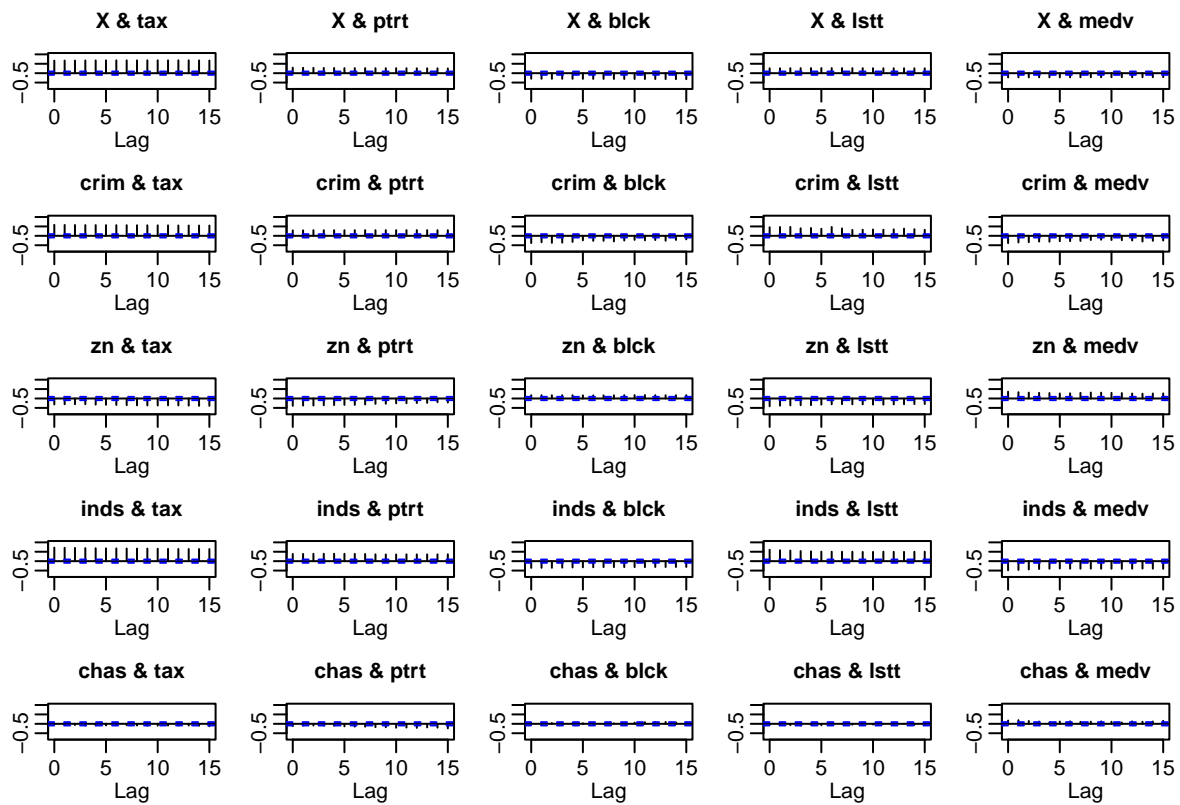 X & tax X & ptrt X & blck X & lstt X & medv
−0.5 −0.5 −0.5 −0.5 −0.5
0 5 10 15 0 5 10 15 0 5 10 15 0 5 10 15 0 5 10 15
Lag Lag Lag Lag Lag
crim & tax crim & ptrt crim & blck crim & lstt crim & medv
−0.5 −0.5 −0.5 −0.5 −0.5
0 5 10 15 0 5 10 15 0 5 10 15 0 5 10 15 0 5 10 15
Lag Lag Lag Lag Lag
zn & tax zn & ptrt zn & blck zn & lstt zn & medv
−0.5 −0.5 −0.5 −0.5 −0.5
0 5 10 15 0 5 10 15 0 5 10 15 0 5 10 15 0 5 10 15
Lag Lag Lag Lag Lag
inds & tax inds & ptrt inds & blck inds & lstt inds & medv
−0.5 −0.5 −0.5 −0.5 −0.5
0 5 10 15 0 5 10 15 0 5 10 15 0 5 10 15 0 5 10 15
Lag Lag Lag Lag Lag
chas & tax chas & ptrt chas & blck chas & lstt chas & medv
−0.5 −0.5 −0.5 −0.5 −0.5
0 5 10 15 0 5 10 15 0 5 10 15 0 5 10 15 0 5 10 15
Lag Lag Lag Lag Lag